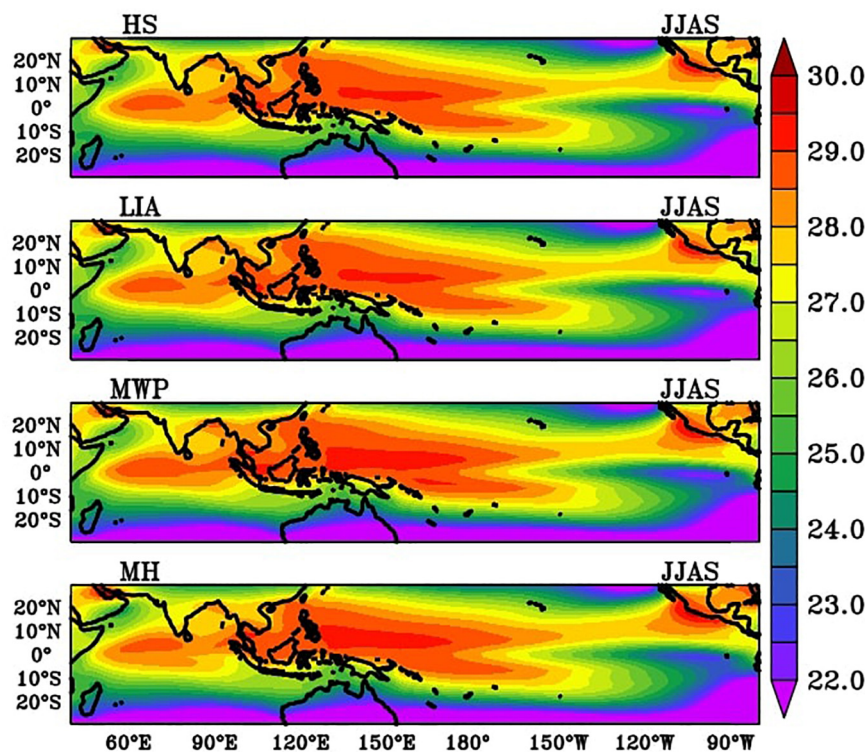 HS JJAS
20°N
10°N
0°
10°S
20°S
LIA JJAS
20°N
10°N
0°
10°S
20°S
MWP JJAS
20°N
10°N
0°
10°S
20°S
MH JJAS
20°N
10°N
0°
10°S
20°S
60°E 90°E 120°E 150°E 180° 150°W 120°W 90°W
30.0
29.0
28.0
27.0
26.0
25.0
24.0
23.0
22.0